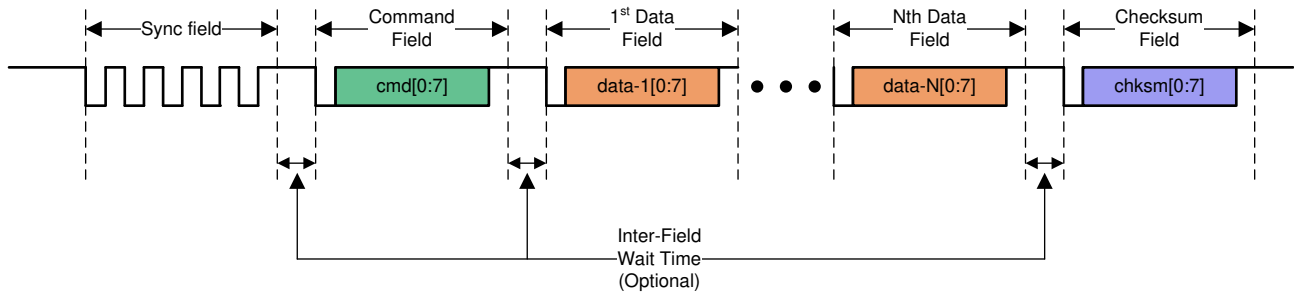 Sync field
Command
Field
1st Data
Field
Nth Data
Field
Checksum
Field
cmd[0:7]
data-1[0:7]
data-N[0:7]
chksm[0:7]
Inter-Field
Wait Time
(Optional)